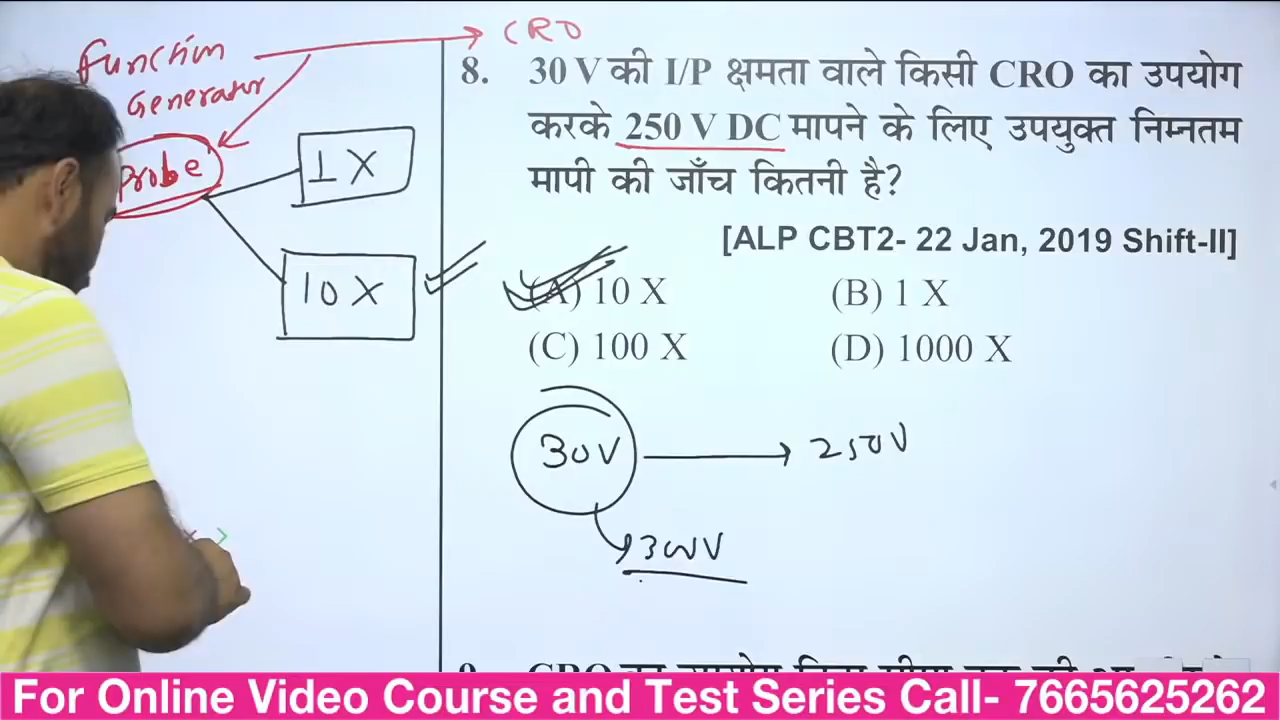 Function
Generator
→ CRO
Probe
1 X
10 X
8. 30 V की I/P क्षमता वाले किसी CRO का उपयोग
करके 250 V DC मापने के लिए उपयुक्त निम्नतम
मापी की जाँच कितनी है?
[ALP CBT2- 22 Jan, 2019 Shift-II]
(A) 10 X (B) 1 X
(C) 100 X (D) 1000 X
30V → 250V
300V
For Online Video Course and Test Series Call- 7665625262